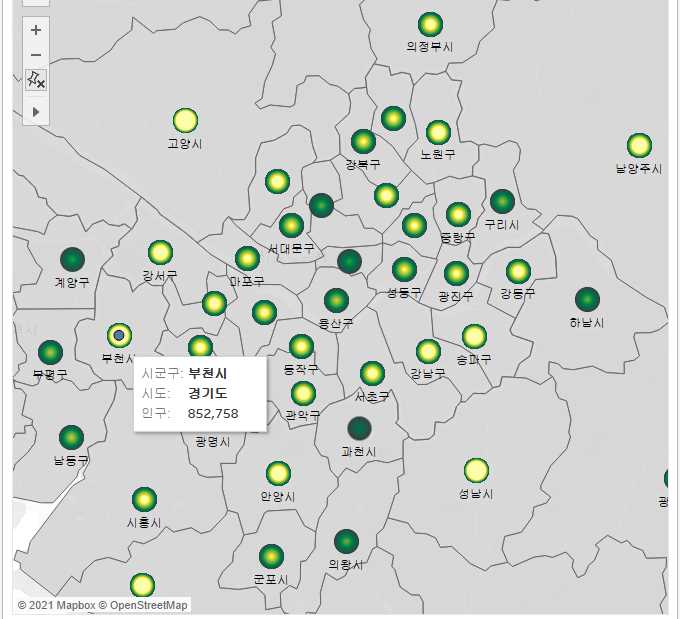 의정부시
고양시
강북구
노원구
남양주시
구리시
중랑구
서대문구
계양구
강서구
마포구
성동구
광진구
강동구
하남시
용산구
부천시
부평구
동작구
강남구
송파구
시군구: 부천시
시도: 경기도
인구: 852,758
서초구
관악구
광명시
과천시
남동구
안양시
성남시
시흥시
군포시
의왕시
© 2021 Mapbox © OpenStreetMap